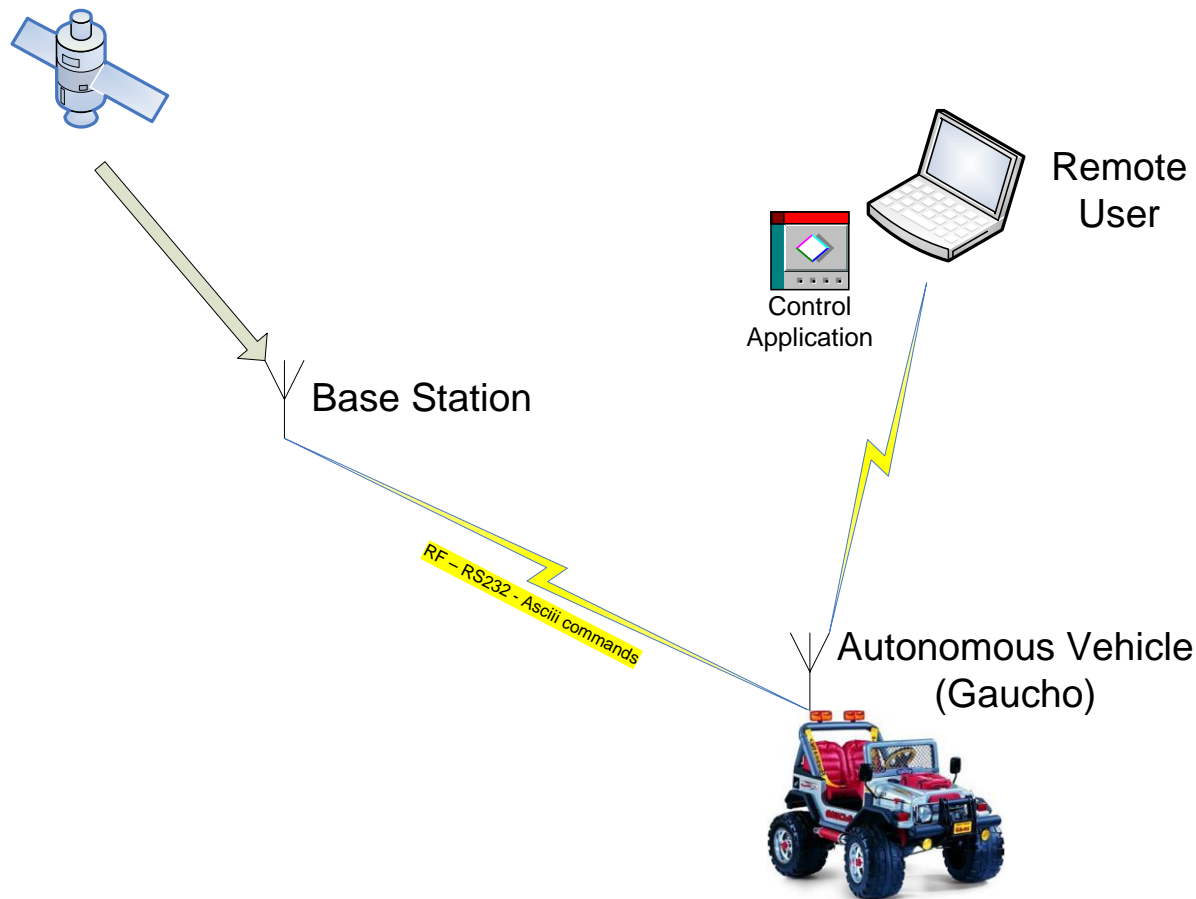 Remote
User
Control
Application
Base Station
RF – RS232 - Asciii commands
Autonomous Vehicle
(Gaucho)